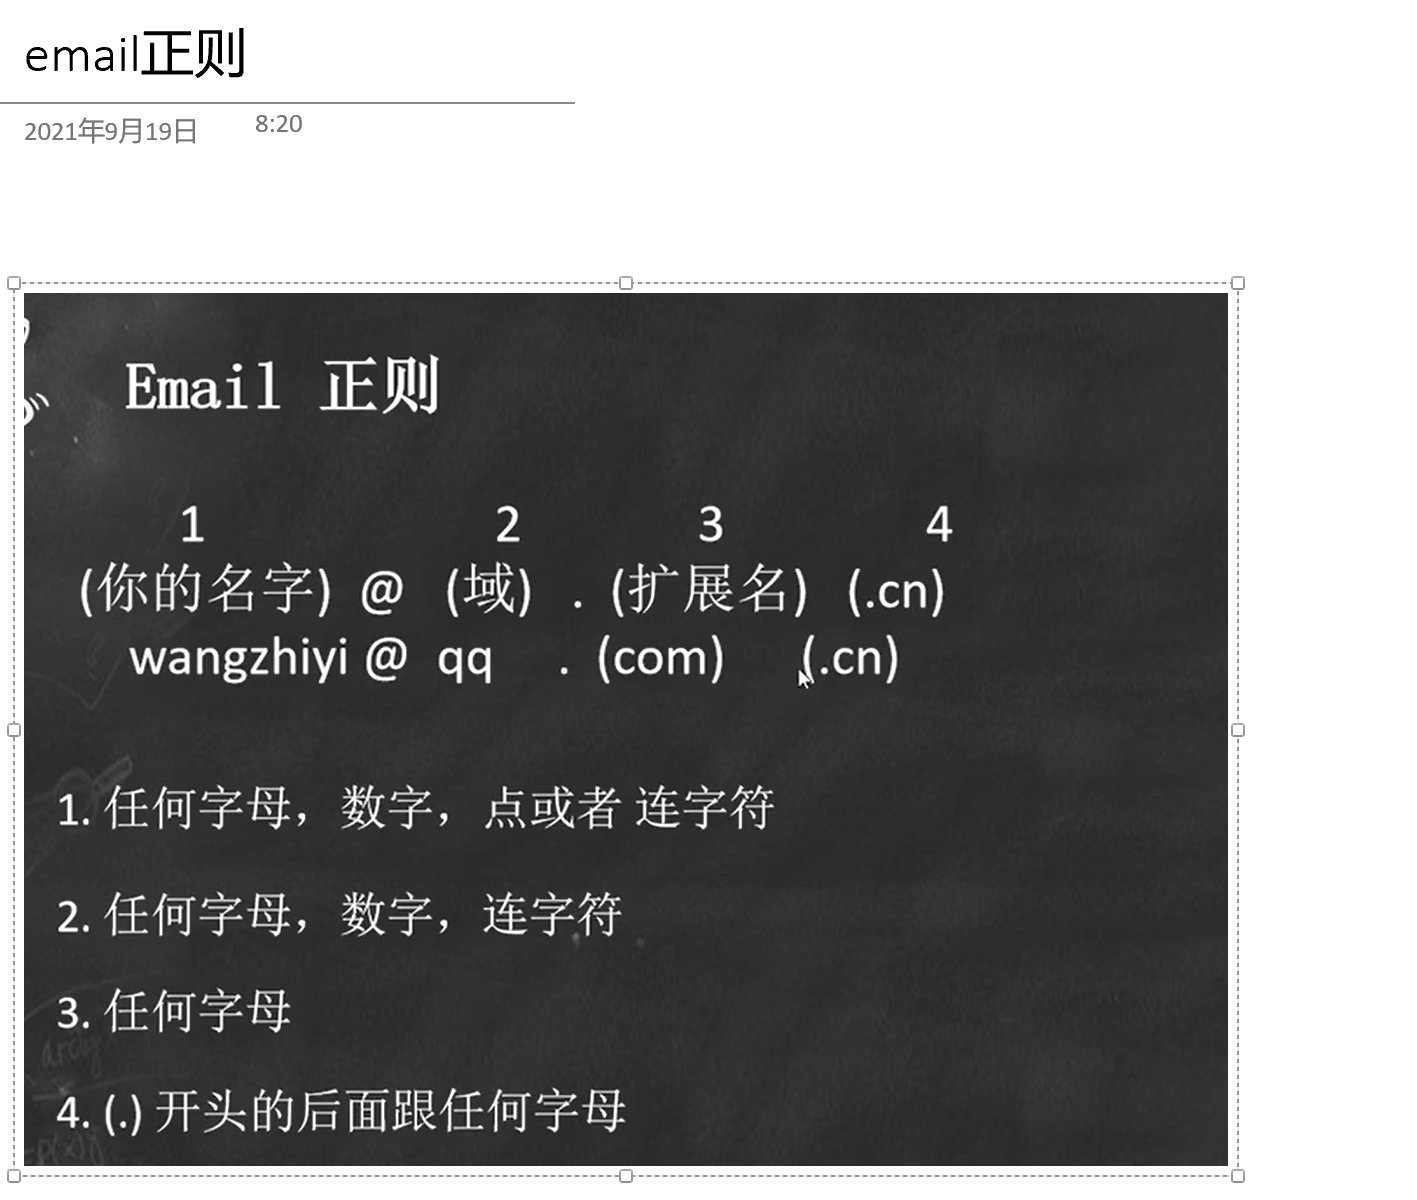 email正则
2021年9月19日 8:20
Email 正则
1 2 3 4
(你的名字) @ (域) . (扩展名) (.cn)
wangzhiyi @ qq . (com) (.cn)
1. 任何字母，数字，点或者 连字符
2. 任何字母，数字，连字符
3. 任何字母
4. (.) 开头的后面跟任何字母